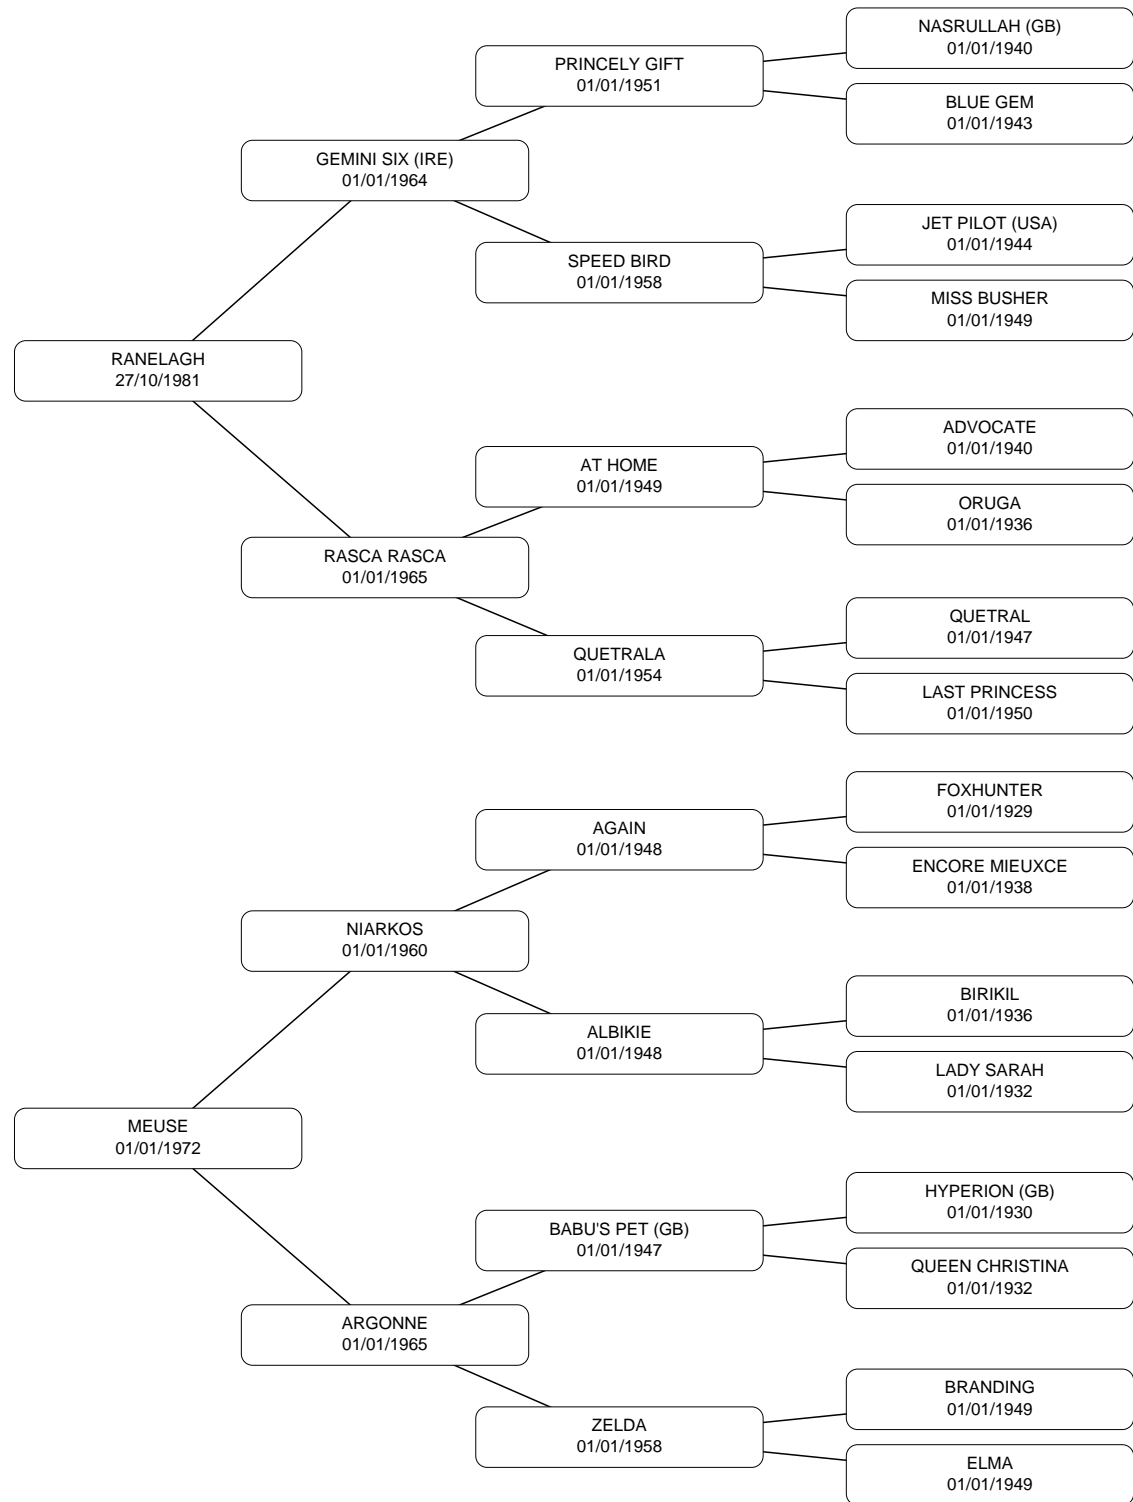 NASRULLAH (GB)
01/01/1940
PRINCELY GIFT
01/01/1951
BLUE GEM
01/01/1943
GEMINI SIX (IRE)
01/01/1964
JET PILOT (USA)
01/01/1944
SPEED BIRD
01/01/1958
MISS BUSHER
01/01/1949
RANELAGH
27/10/1981
ADVOCATE
01/01/1940
AT HOME
01/01/1949
ORUGA
01/01/1936
RASCA RASCA
01/01/1965
QUETRAL
01/01/1947
QUETRALA
01/01/1954
LAST PRINCESS
01/01/1950
FOXHUNTER
01/01/1929
AGAIN
01/01/1948
ENCORE MIEUXCE
01/01/1938
NIARKOS
01/01/1960
BIRIKIL
01/01/1936
ALBIKIE
01/01/1948
LADY SARAH
01/01/1932
MEUSE
01/01/1972
HYPERION (GB)
01/01/1930
BABU'S PET (GB)
01/01/1947
QUEEN CHRISTINA
01/01/1932
ARGONNE
01/01/1965
BRANDING
01/01/1949
ZELDA
01/01/1958
ELMA
01/01/1949